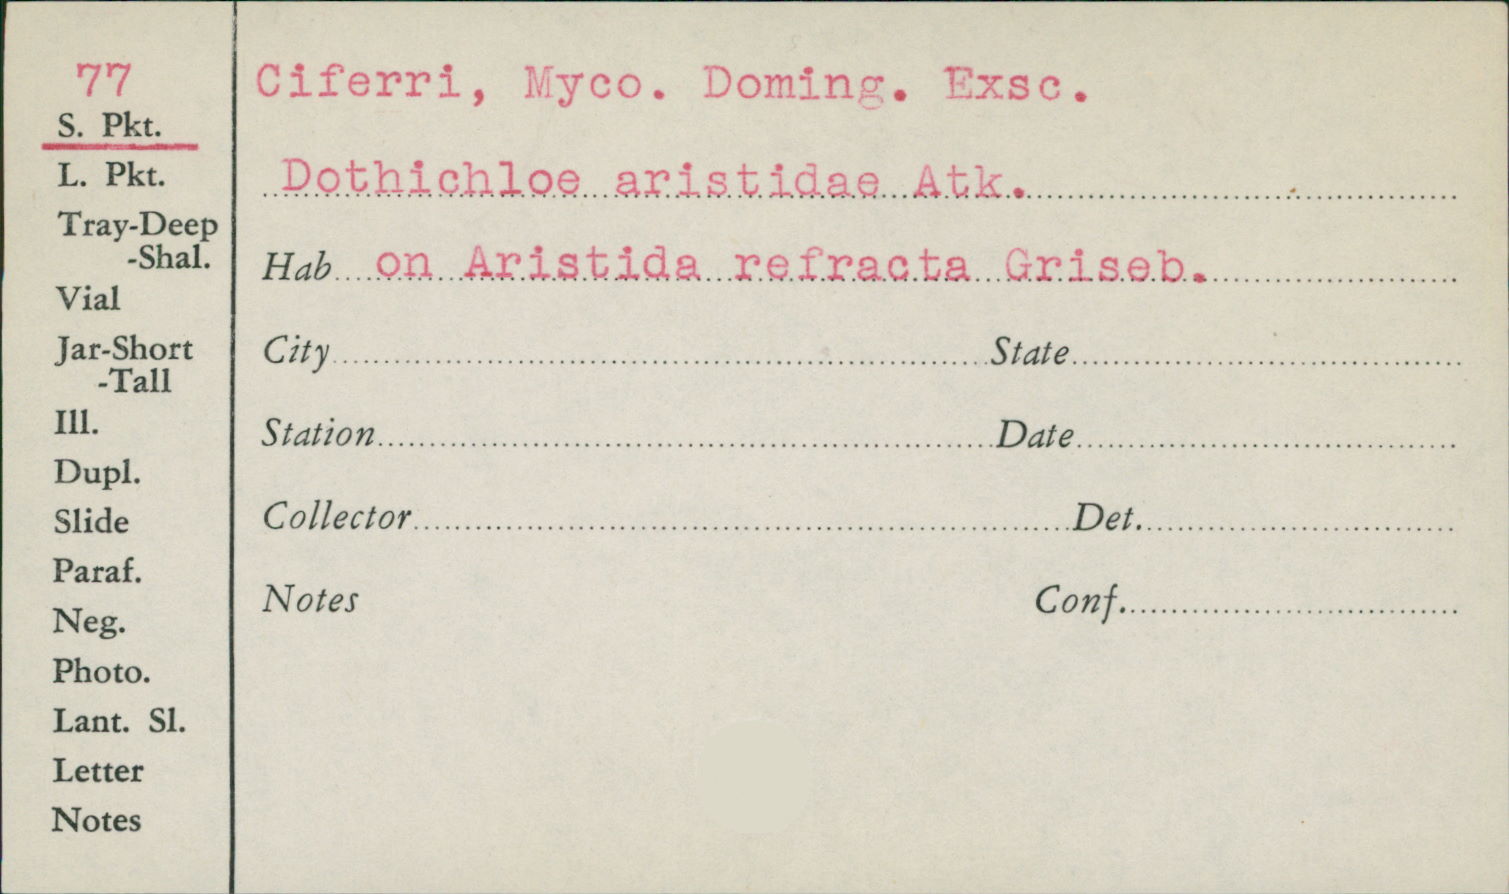 77
S. Pkt.
L. Pkt.
Tray-Deep
-Shal.
Vial
Jar-Short
-Tall
Ill.
Dupl.
Slide
Paraf.
Neg.
Photo.
Lant. Sl.
Letter
Notes
Ciferri, Myco. Doming. Exsc.
Dothichloe aristidae Atk.
Hab on Aristida refracta Griseb.
City State
Station Date
Collector Det.
Notes Conf.